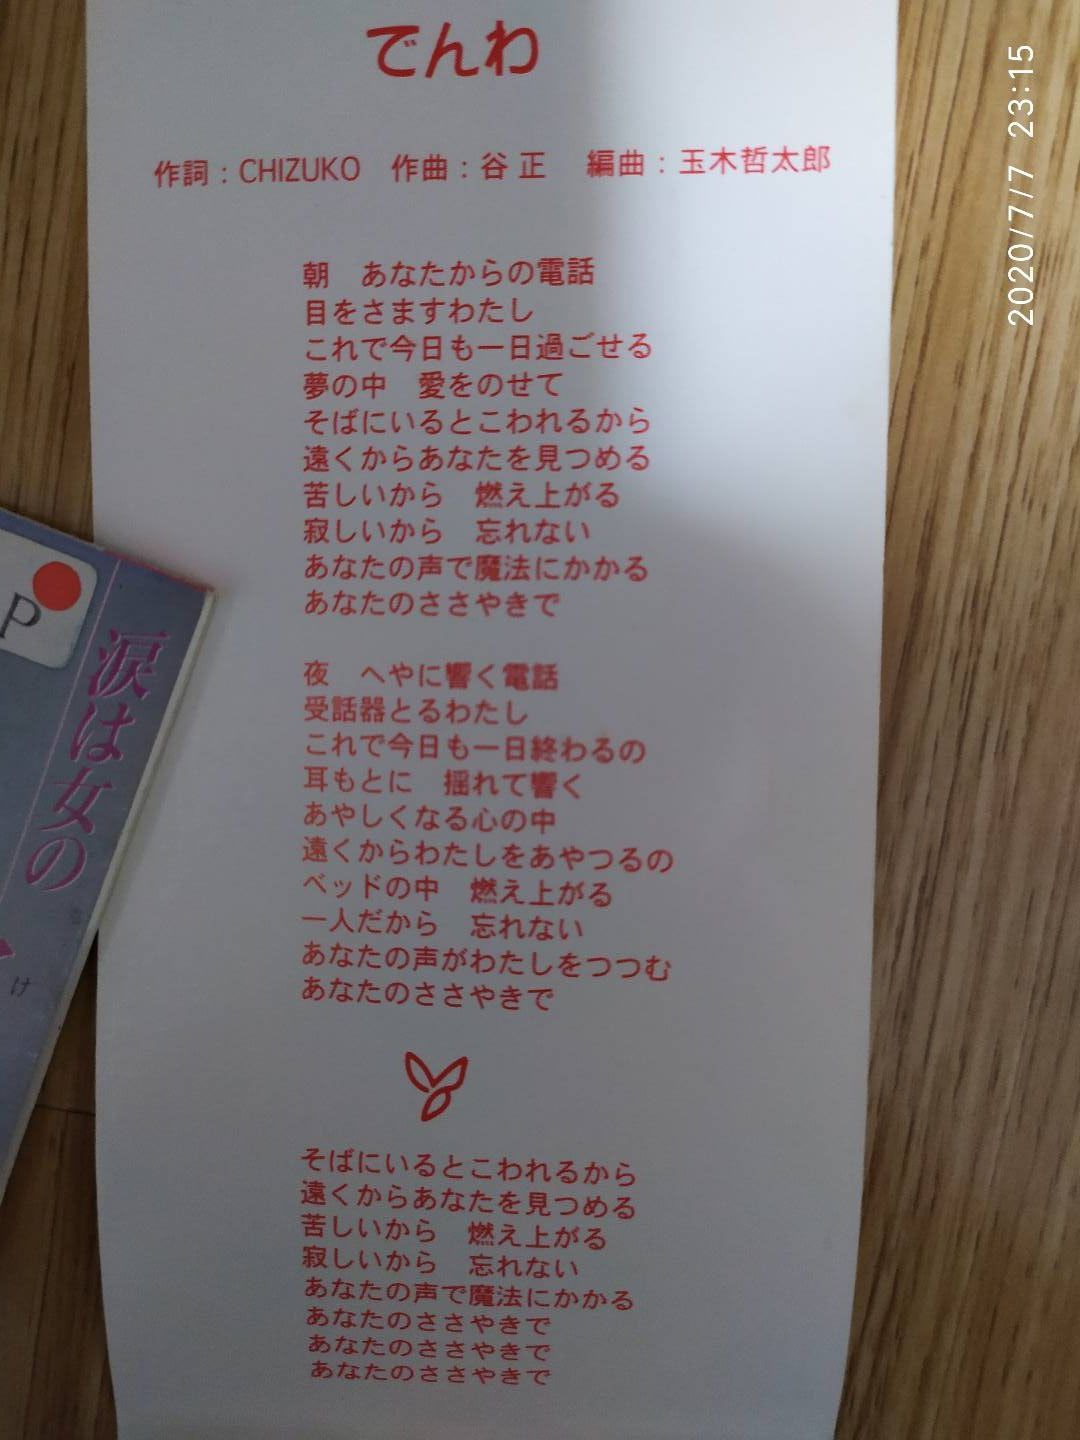 でんわ
作詞：CHIZUKO　作曲：谷 正　編曲：玉木哲太郎
朝　あなたからの電話
目をさますわたし
これで今日も一日過ごせる
夢の中　愛をのせて
そばにいるとこわれるから
遠くからあなたを見つめる
苦しいから　燃え上がる
寂しいから　忘れない
あなたの声で魔法にかかる
あなたのささやきで
夜　へやに響く電話
受話器とるわたし
これで今日も一日終わるの
耳もとに　揺れて響く
あやしくなる心の中
遠くからわたしをあやつるの
ベッドの中　燃え上がる
一人だから　忘れない
あなたの声がわたしをつつむ
あなたのささやきで
そばにいるとこわれるから
遠くからあなたを見つめる
苦しいから　燃え上がる
寂しいから　忘れない
あなたの声で魔法にかかる
あなたのささやきで
あなたのささやきで
あなたのささやきで
P
涙は女の
け
2020/7/7 23:15